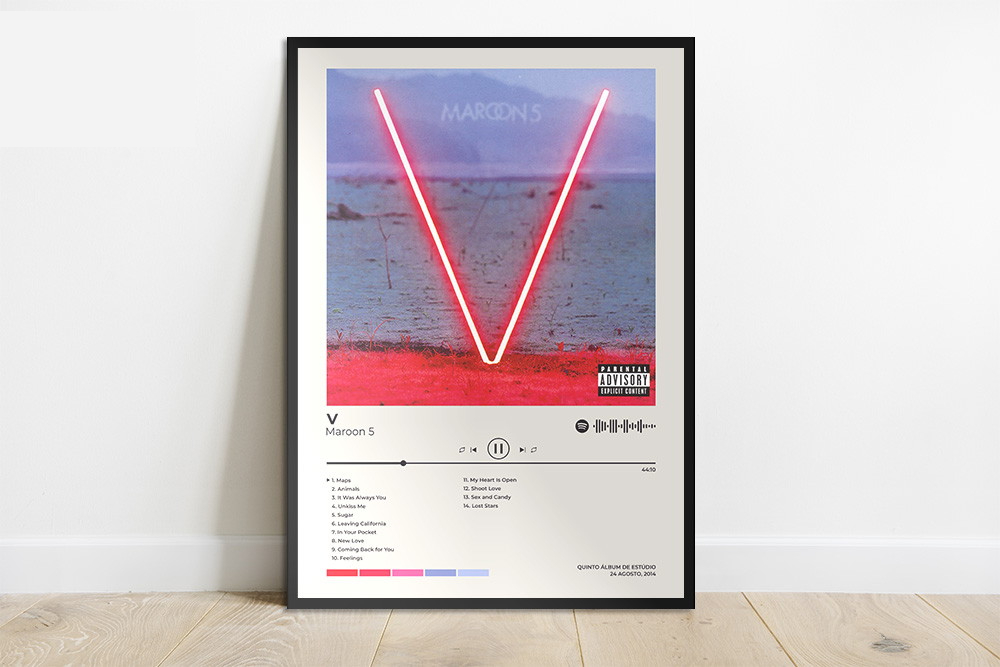 MAROON 5
PARENTAL
ADVISORY
EXPLICIT CONTENT
V
Maroon 5
44:10
1. Maps
2. Animals
3. It Was Always You
4. Unkiss Me
5. Sugar
6. Leaving California
7. In Your Pocket
8. New Love
9. Coming Back for You
10. Feelings
11. My Heart Is Open
12. Shoot Love
13. Sex and Candy
14. Lost Stars
QUINTO ÁLBUM DE ESTÚDIO
24 AGOSTO, 2014